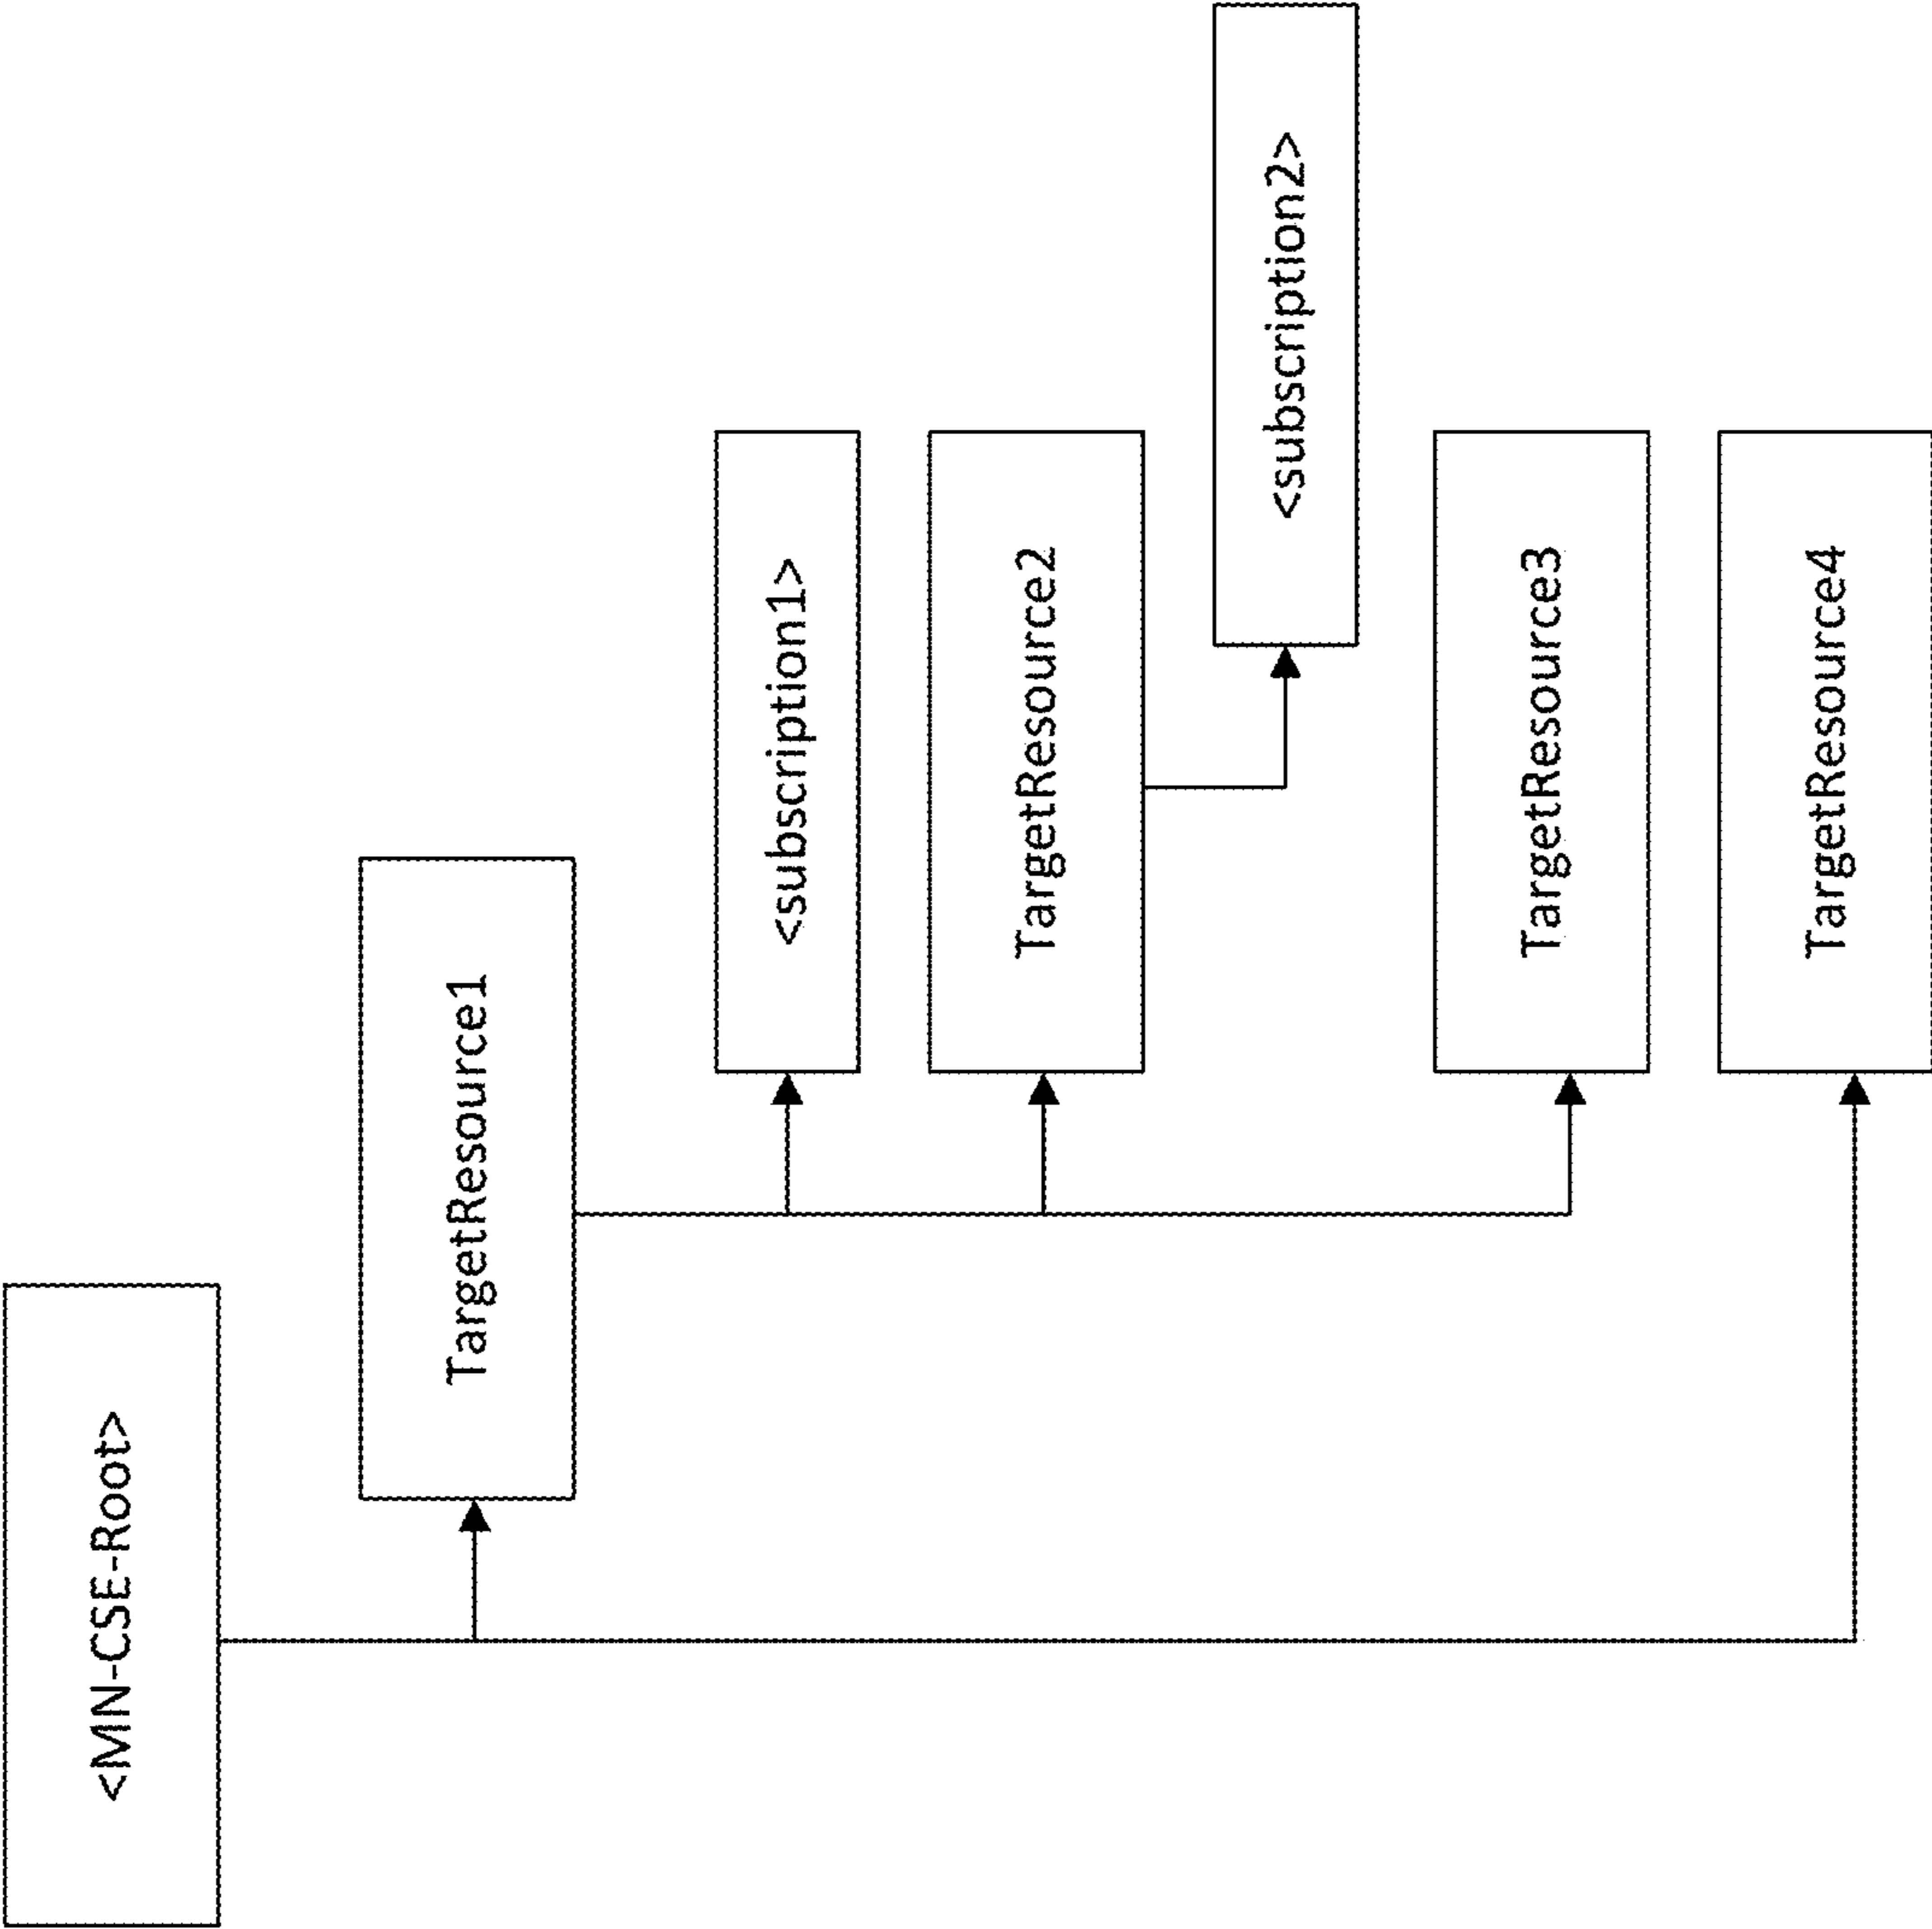 <MN-CSE-Root>
TargetResource1
<subscription1>
TargetResource2
<subscription2>
TargetResource3
TargetResource4